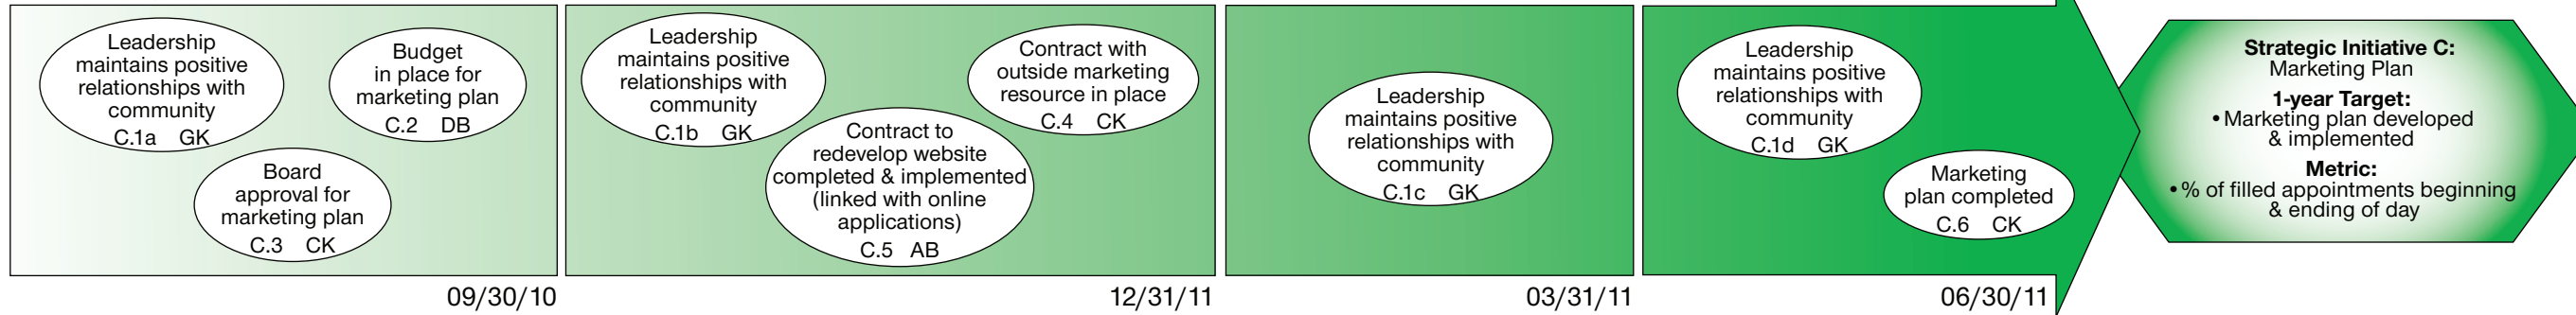 Leadership
maintains positive
relationships with
community
C.1a GK
Budget
in place for
marketing plan
C.2 DB
Board
approval for
marketing plan
C.3 CK
09/30/10
Leadership
maintains positive
relationships with
community
C.1b GK
Contract to
redevelop website
completed & implemented
(linked with online
applications)
C.5 AB
Contract with
outside marketing
resource in place
C.4 CK
12/31/11
Leadership
maintains positive
relationships with
community
C.1c GK
03/31/11
Leadership
maintains positive
relationships with
community
C.1d GK
Marketing
plan completed
C.6 CK
06/30/11
Strategic Initiative C:
Marketing Plan
1-year Target:
• Marketing plan developed
& implemented
Metric:
• % of filled appointments beginning
& ending of day